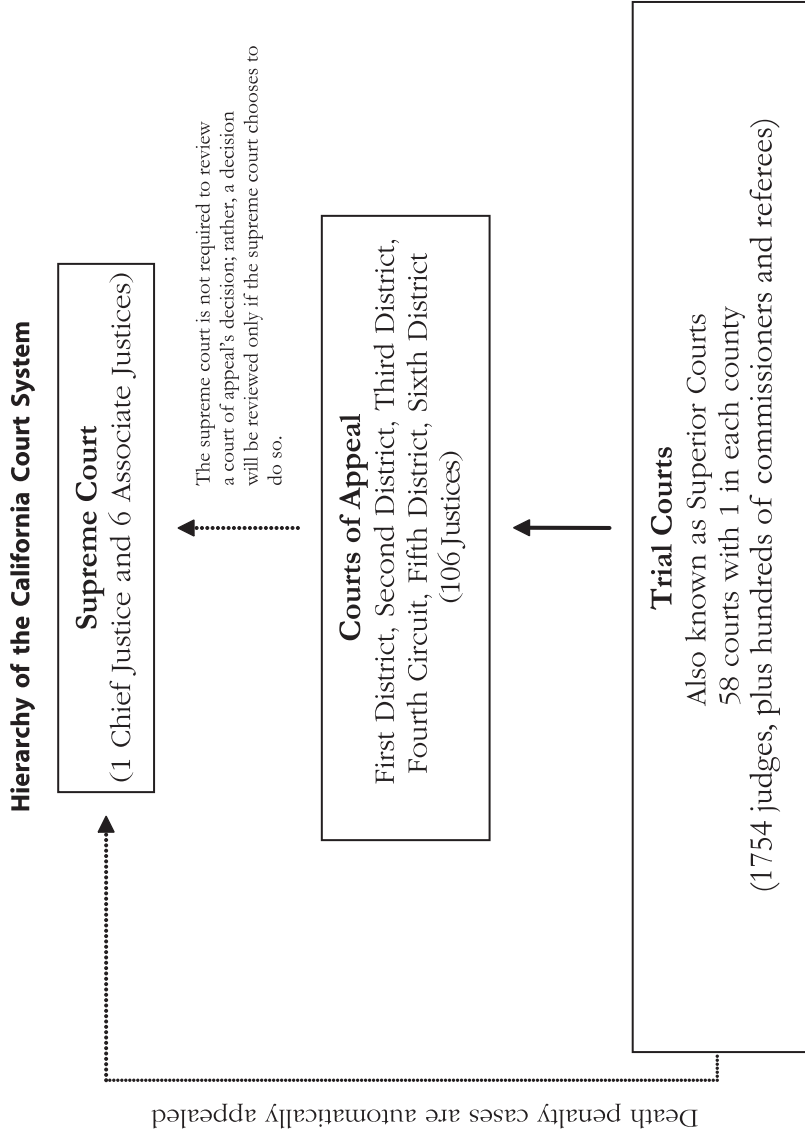 Hierarchy of the California Court System
Supreme Court
(1 Chief Justice and 6 Associate Justices)
The supreme court is not required to review
a court of appeal's decision; rather, a decision
will be reviewed only if the supreme court chooses to
do so.
Courts of Appeal
First District, Second District, Third District,
Fourth Circuit, Fifth District, Sixth District
(106 Justices)
Trial Courts
Also known as Superior Courts
58 courts with 1 in each county
(1754 judges, plus hundreds of commissioners and referees)
Death penalty cases are automatically appealed